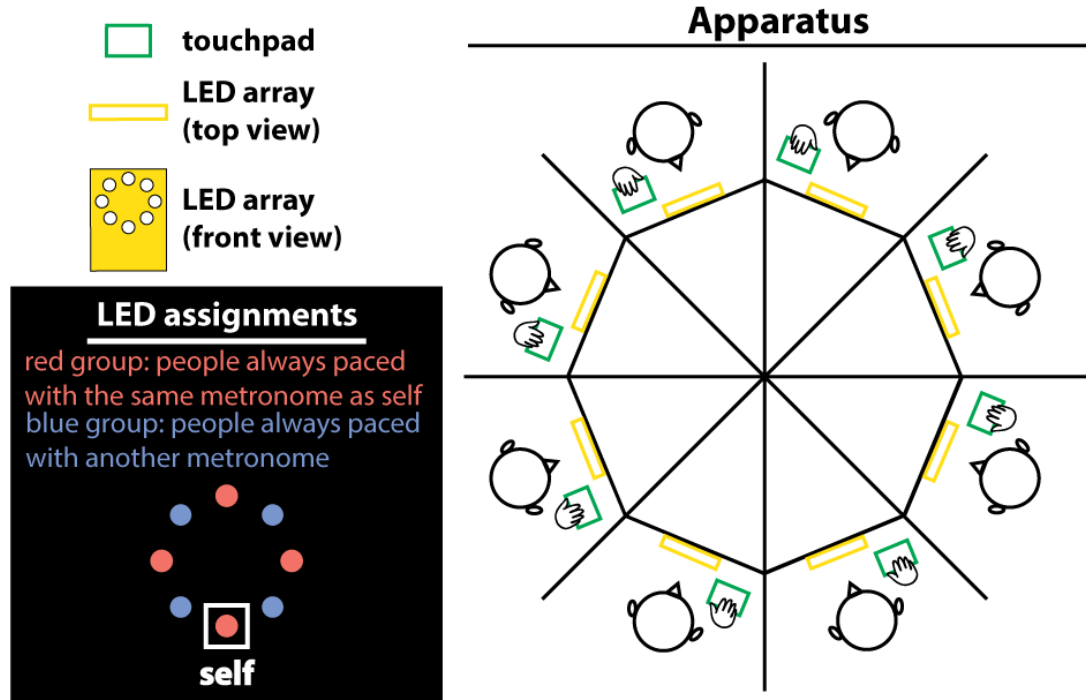 touchpad
LED array
(top view)
LED array
(front view)
LED assignments
red group: people always paced
with the same metronome as self
blue group: people always paced
with another metronome
self
Apparatus